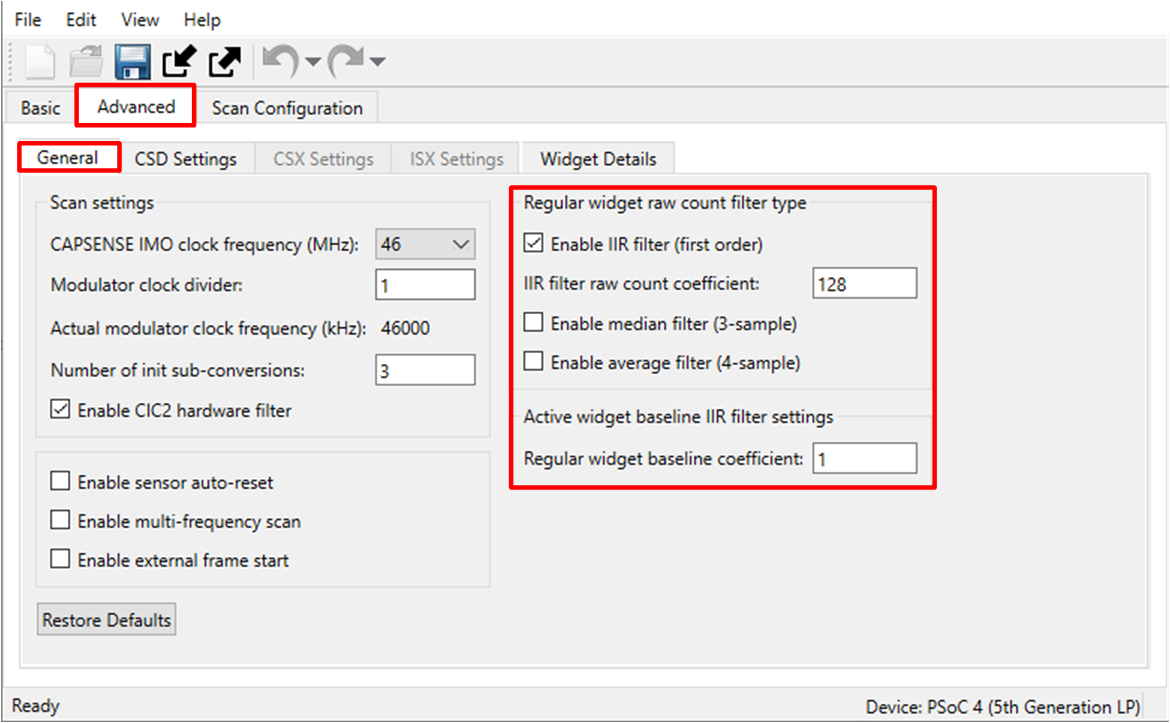 File Edit View Help
Basic Advanced Scan Configuration
General CSD Settings CSX Settings ISX Settings Widget Details
Scan settings
CAPSENSE IMO clock frequency (MHz): 46
Modulator clock divider: 1
Actual modulator clock frequency (kHz): 46000
Number of init sub-conversions: 3
Enable CIC2 hardware filter
Enable sensor auto-reset
Enable multi-frequency scan
Enable external frame start
Restore Defaults
Regular widget raw count filter type
Enable IIR filter (first order)
IIR filter raw count coefficient: 128
Enable median filter (3-sample)
Enable average filter (4-sample)
Active widget baseline IIR filter settings
Regular widget baseline coefficient: 1
Ready Device: PSoC 4 (5th Generation LP)